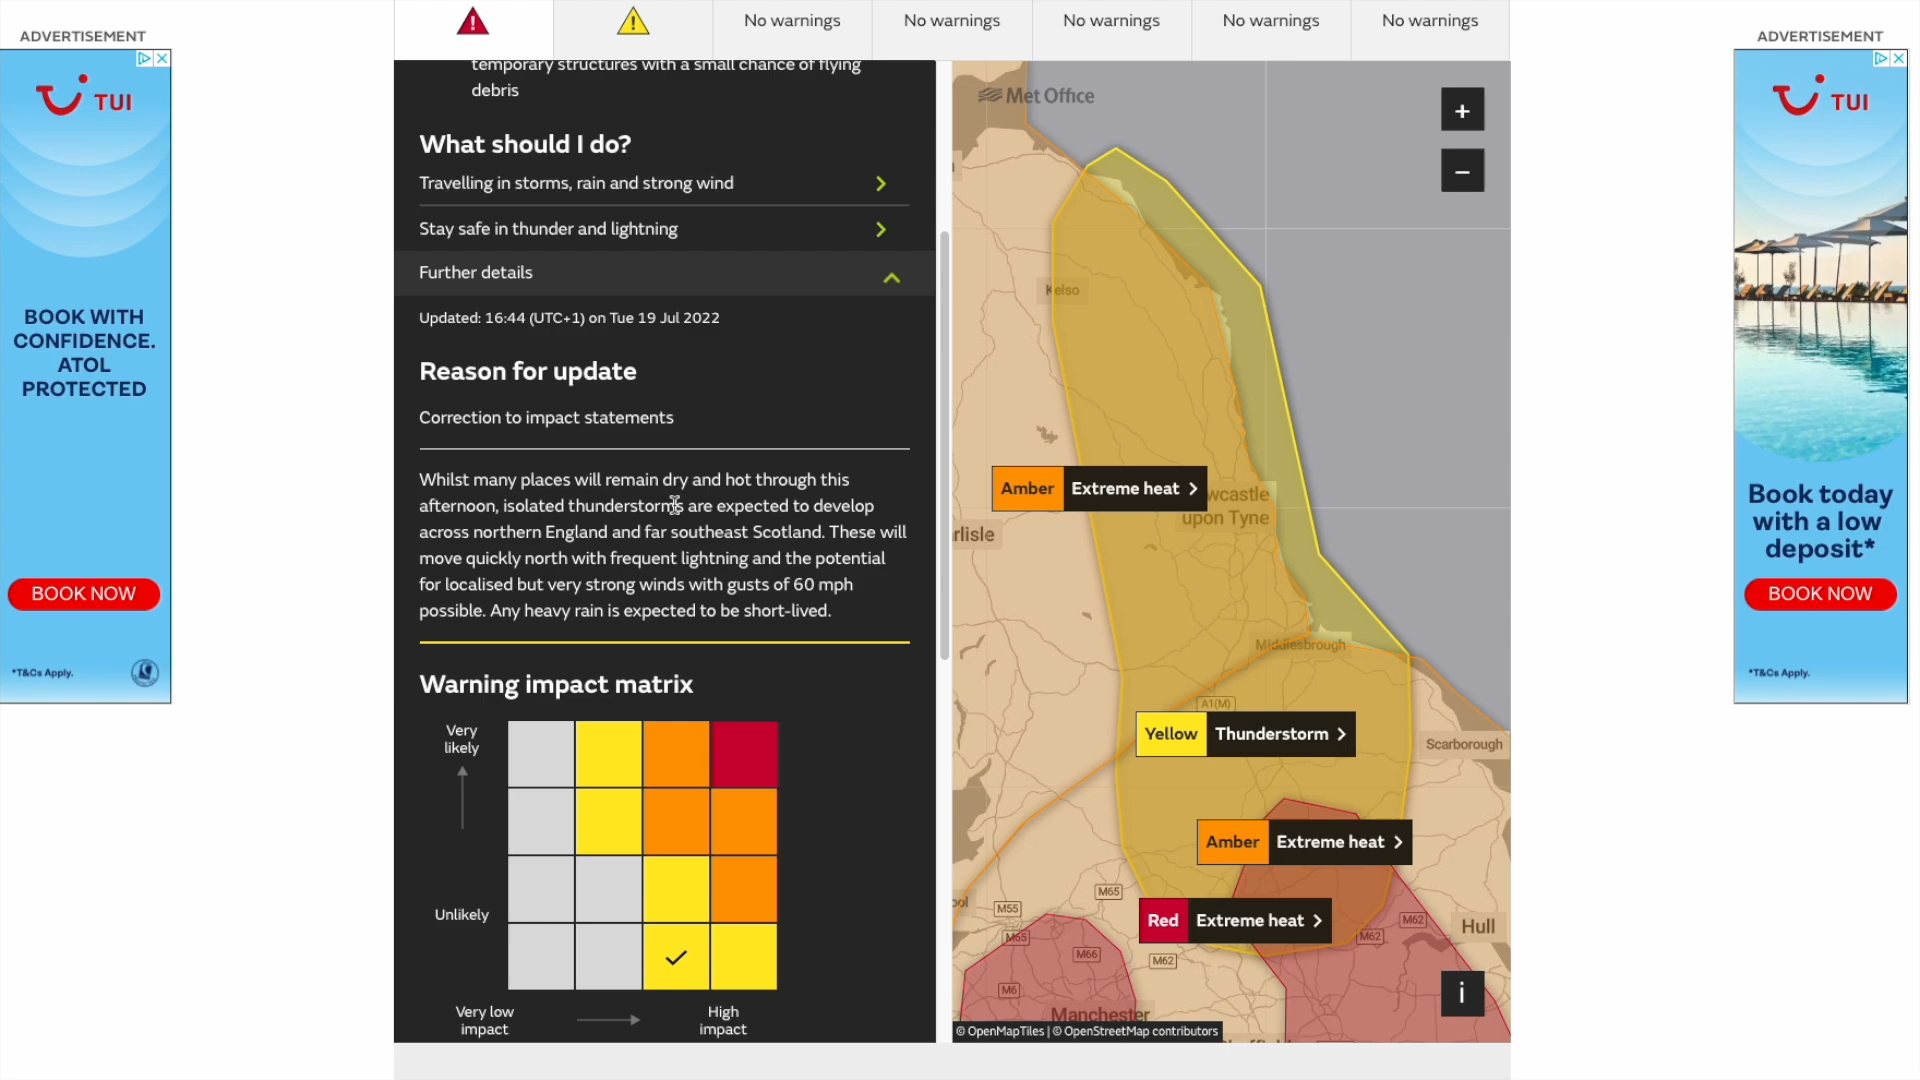 ADVERTISEMENT
TUI
BOOK WITH
CONFIDENCE.
ATOL
PROTECTED
BOOK NOW
*T&Cs Apply.
No warnings
No warnings
No warnings
No warnings
No warnings
temporary structures with a small chance of flying
debris
What should I do?
Travelling in storms, rain and strong wind
Stay safe in thunder and lightning
Further details
Updated: 16:44 (UTC+1) on Tue 19 Jul 2022
Reason for update
Correction to impact statements
Whilst many places will remain dry and hot through this
afternoon, isolated thunderstorms are expected to develop
across northern England and far southeast Scotland. These will
move quickly north with frequent lightning and the potential
for localised but very strong winds with gusts of 60 mph
possible. Any heavy rain is expected to be short-lived.
Warning impact matrix
Very
likely
Unlikely
Very low
impact
High
impact
Met Office
+
−
Kelso
Amber Extreme heat
wcastle
upon Tyne
rlisle
Middlesbrough
A1(M)
Yellow Thunderstorm
Scarborough
Amber Extreme heat
M65
ool
M55
Red Extreme heat
M62
Hull
M65
M62
M66
M62
M6
i
Manchester
© OpenMapTiles | © OpenStreetMap contributors
ADVERTISEMENT
TUI
Book today
with a low
deposit*
BOOK NOW
*T&Cs Apply.